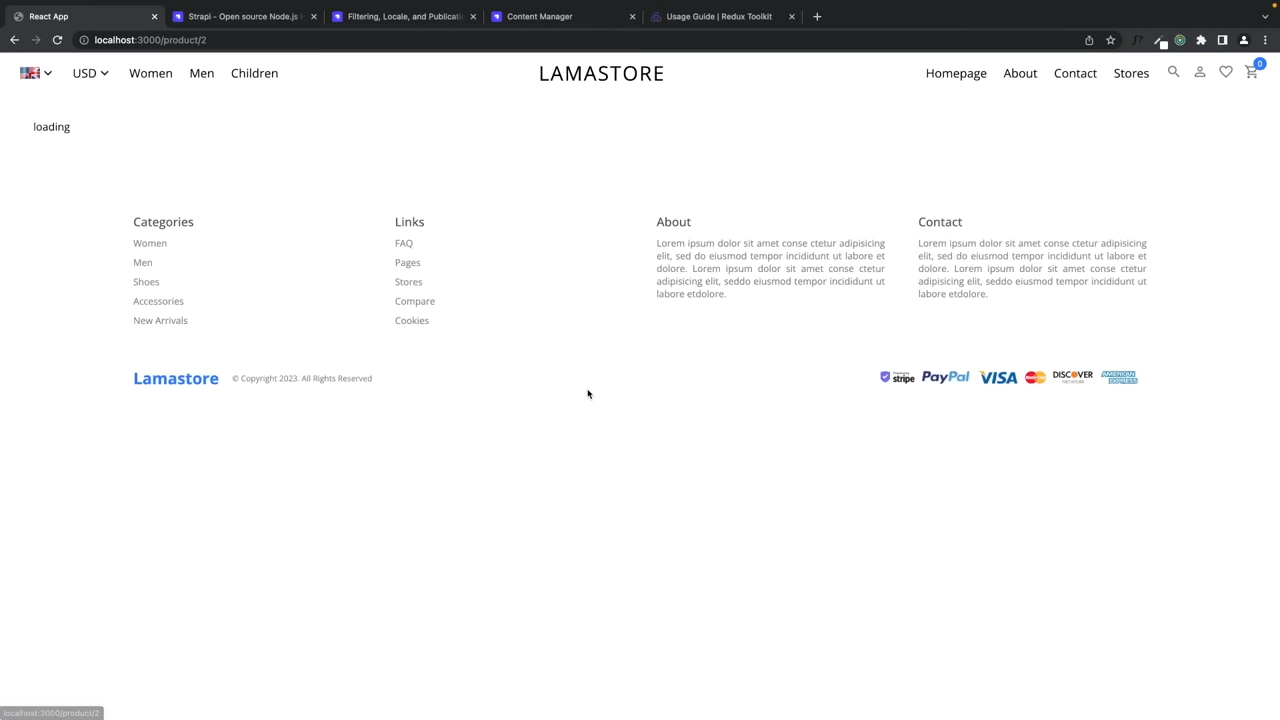 React App
Strapi - Open source Node.js H
Filtering, Locale, and Publicati
Content Manager
Usage Guide | Redux Toolkit
localhost:3000/product/2
USD
Women
Men
Children
LAMASTORE
Homepage
About
Contact
Stores
0
loading
Categories
Women
Men
Shoes
Accessories
New Arrivals
Links
FAQ
Pages
Stores
Compare
Cookies
About
Lorem ipsum dolor sit amet conse ctetur adipisicing
elit, sed do eiusmod tempor incididunt ut labore et
dolore. Lorem ipsum dolor sit amet conse ctetur
adipisicing elit, seddo eiusmod tempor incididunt ut
labore etdolore.
Contact
Lorem ipsum dolor sit amet conse ctetur adipisicing
elit, sed do eiusmod tempor incididunt ut labore et
dolore. Lorem ipsum dolor sit amet conse ctetur
adipisicing elit, seddo eiusmod tempor incididunt ut
labore etdolore.
Lamastore
© Copyright 2023. All Rights Reserved
stripe
PayPal
VISA
DISCOVER
NETWORK
AMERICAN
EXPRESS
localhost:3000/product/2